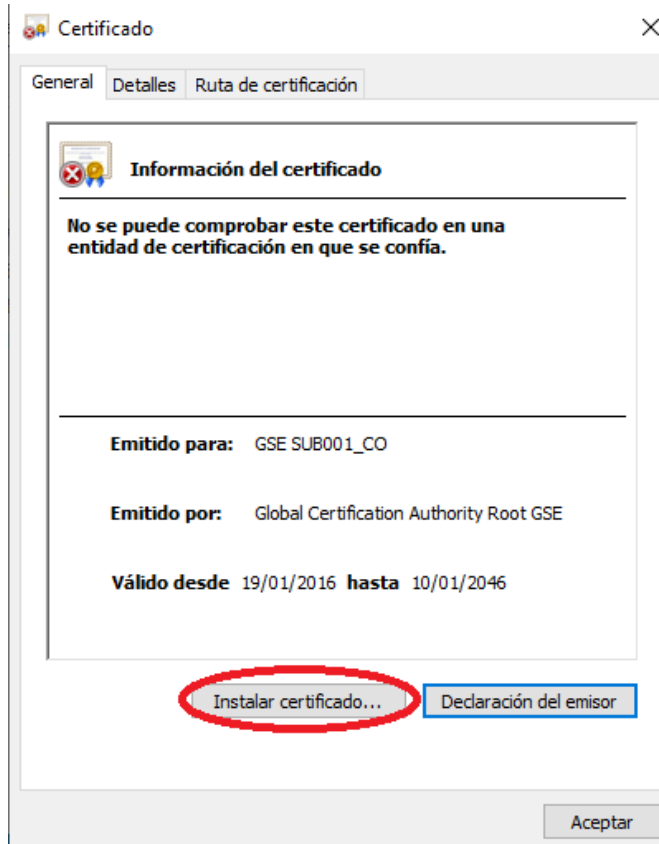 Certificado
General Detalles Ruta de certificación
Información del certificado
No se puede comprobar este certificado en una
entidad de certificación en que se confía.
Emitido para: GSE SUB001_CO
Emitido por: Global Certification Authority Root GSE
Válido desde 19/01/2016 hasta 10/01/2046
Instalar certificado... Declaración del emisor
Aceptar